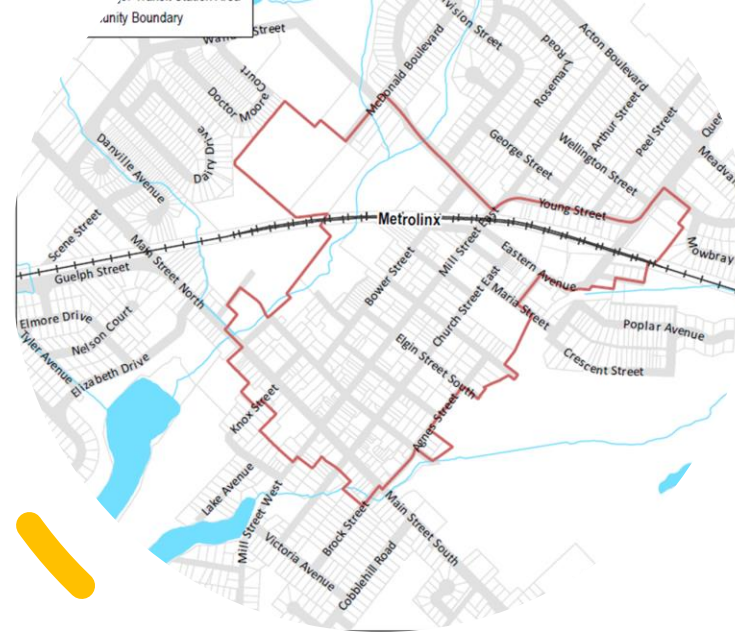 unity Boundary
Street
McDonald Boulevard
Division Street
Acton Boulevard
Rosemary Road
Doctor Moore Court
Arthur Street
Peel Street
George Street
Wellington Street
Danville Avenue
Dairy Drive
Young Street
Metrolinx
Scene Street
Guelph Street
Main Street North
Mill Street East
Mowbray
Eastern Avenue
Bower Street
Church Street East
Maria Street
Elmore Drive
Nelson Court
Tyler Avenue
Elizabeth Drive
Poplar Avenue
Elgin Street South
Crescent Street
Knox Street
Agnes Street
Lake Avenue
Mill Street West
Brock Street
Main Street South
Victoria Avenue
Cobblehill Road